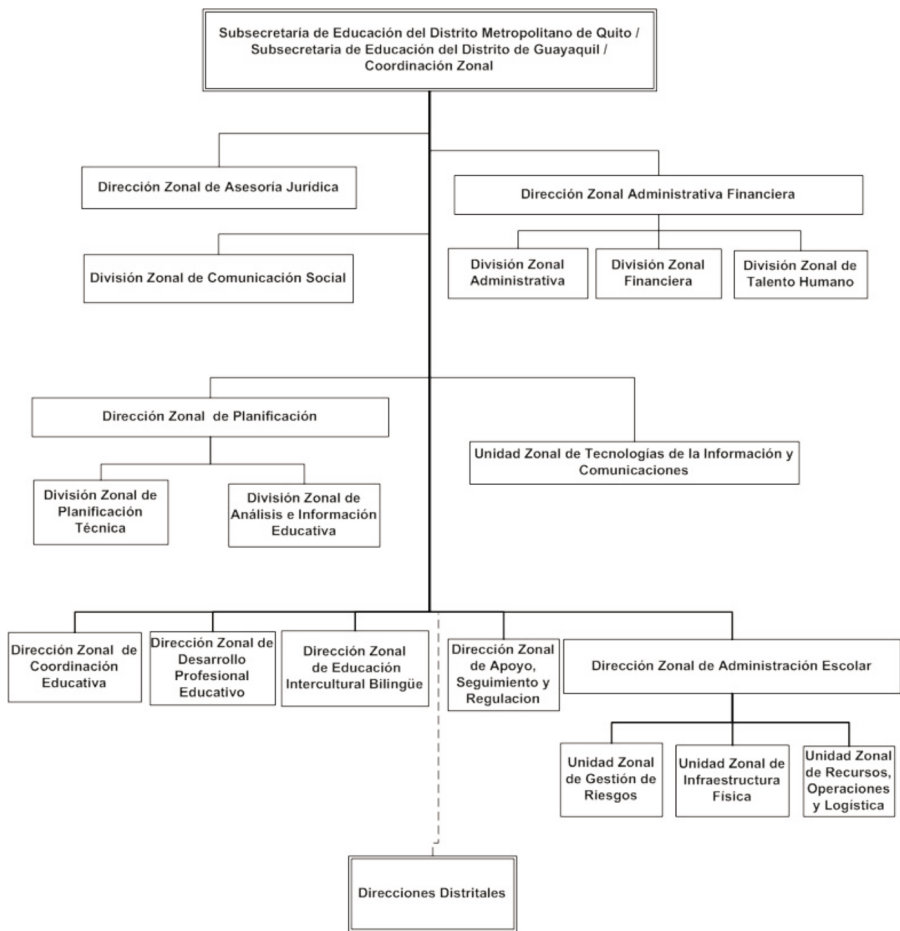 Subsecretaría de Educación del Distrito Metropolitano de Quito /
Subsecretaria de Educación del Distrito de Guayaquil /
Coordinación Zonal
Dirección Zonal de Asesoría Jurídica
Dirección Zonal Administrativa Financiera
División Zonal de Comunicación Social
División Zonal
Administrativa
División Zonal
Financiera
División Zonal de
Talento Humano
Dirección Zonal de Planificación
Unidad Zonal de Tecnologías de la Información y
Comunicaciones
División Zonal de
Planificación
Técnica
División Zonal de
Análisis e Información
Educativa
Dirección Zonal de
Coordinación
Educativa
Dirección Zonal de
Desarrollo
Profesional
Educativo
Dirección Zonal
de Educación
Intercultural Bilingüe
Dirección Zonal
de Apoyo,
Seguimiento y
Regulacion
Dirección Zonal de Administración Escolar
Unidad Zonal
de Gestión de
Riesgos
Unidad Zonal de
Infraestructura
Física
Unidad Zonal
de Recursos,
Operaciones
y Logística
Direcciones Distritales